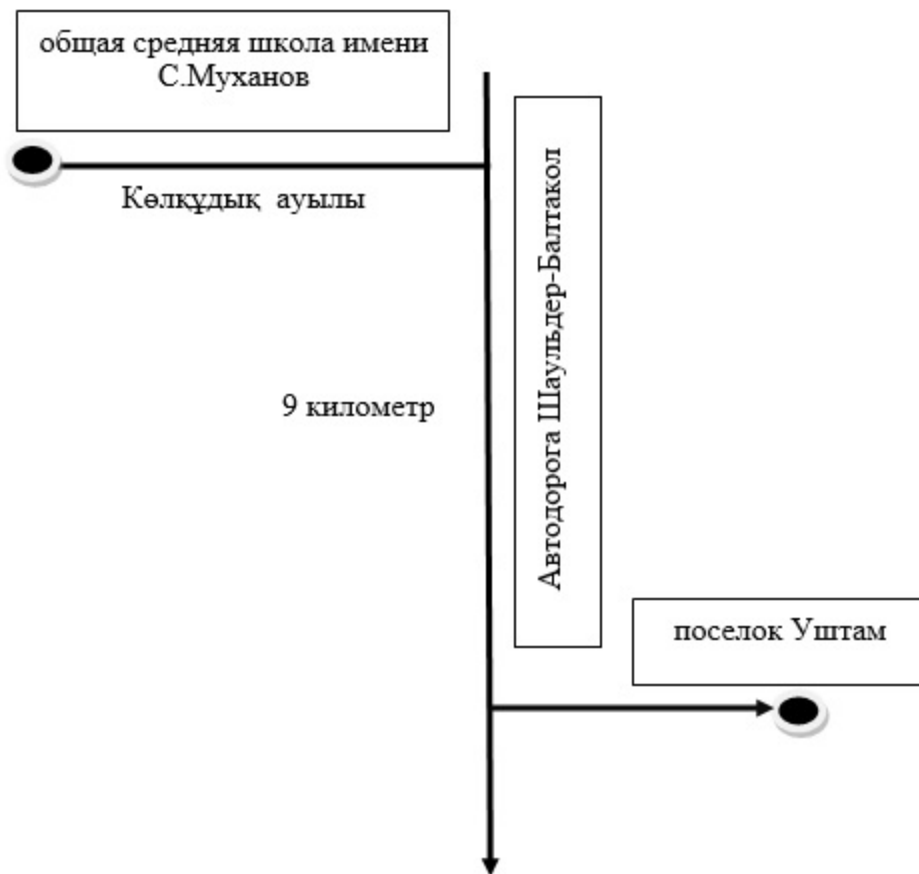 общая средняя школа имени
С.Муханов
Көлқұдық ауылы
Автодорога Шаульдер-Балтакол
9 километр
поселок Уштам